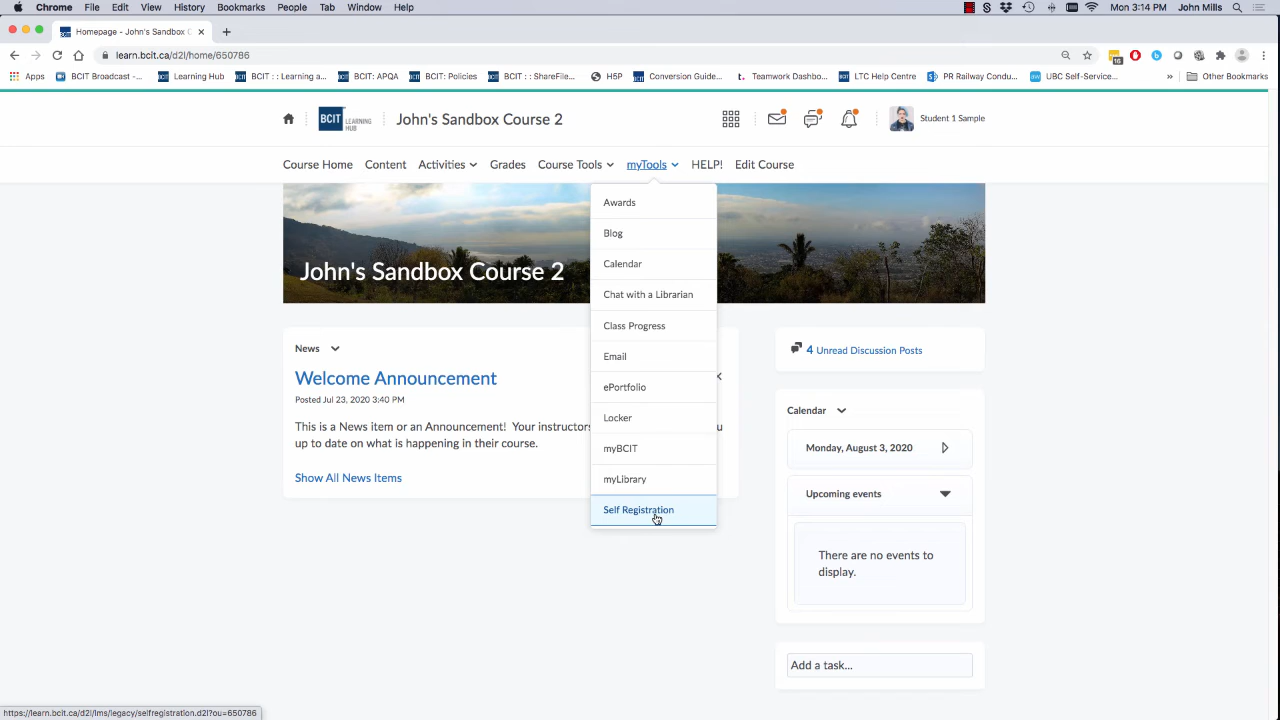 Chrome File Edit View History Bookmarks People Tab Window Help Mon 3:14 PM John Mills
Homepage - John's Sandbox C
learn.bcit.ca/d2l/home/650786
Apps BCIT Broadcast -... Learning Hub BCIT : : Learning a... BCIT: APQA BCIT: Policies BCIT : : ShareFile... H5P Conversion Guide... Teamwork Dashbo... LTC Help Centre PR Railway Condu... UBC Self-Service... » Other Bookmarks
BCIT LEARNING HUB John's Sandbox Course 2 Student 1 Sample
Course Home Content Activities Grades Course Tools myTools HELP! Edit Course
Awards
Blog
Calendar
Chat with a Librarian
Class Progress
Email
ePortfolio
Locker
myBCIT
myLibrary
Self Registration
John's Sandbox Course 2
News
Welcome Announcement
Posted Jul 23, 2020 3:40 PM
This is a News item or an Announcement! Your instructors u
up to date on what is happening in their course.
Show All News Items
4 Unread Discussion Posts
Calendar
Monday, August 3, 2020
Upcoming events
There are no events to
display.
Add a task...
https://learn.bcit.ca/d2l/lms/legacy/selfregistration.d2l?ou=650786